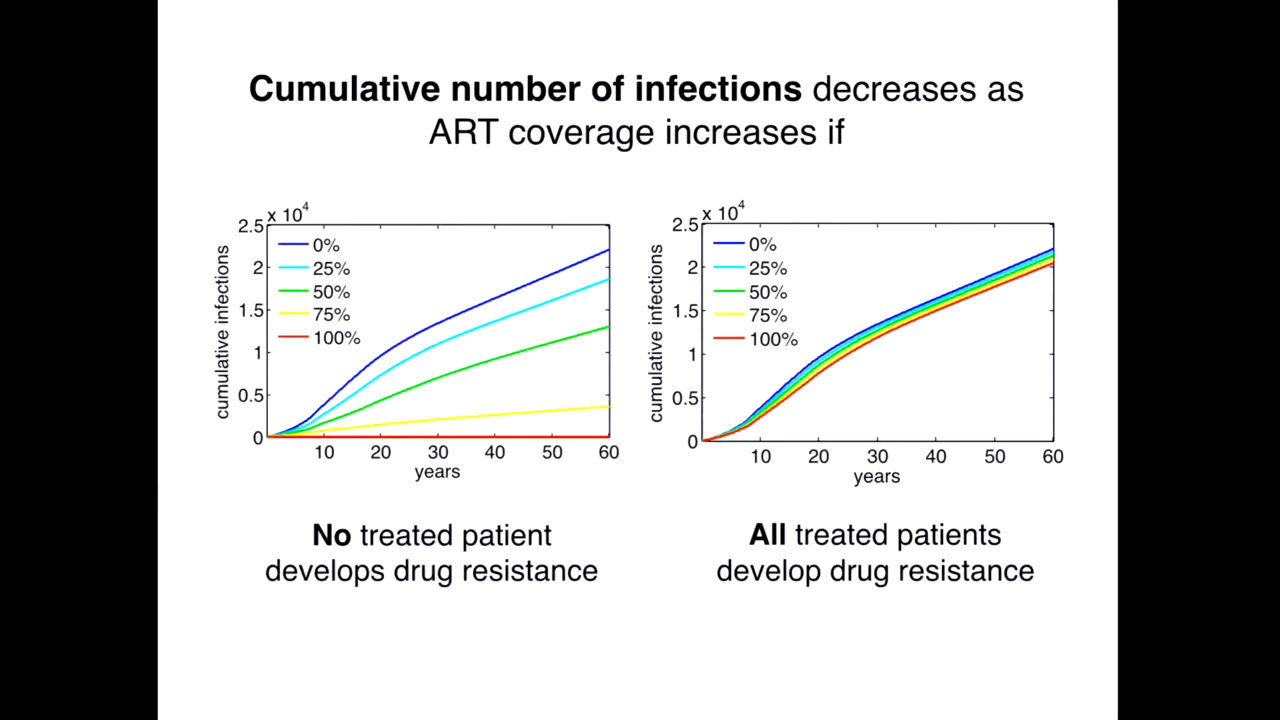 Cumulative number of infections decreases as
ART coverage increases if
x 10^4
2.5
2
1.5
1
0.5
0
cumulative infections
0%
25%
50%
75%
100%
10 20 30 40 50 60
years
x 10^4
2.5
2
1.5
1
0.5
0
cumulative infections
0%
25%
50%
75%
100%
10 20 30 40 50 60
years
No treated patient
develops drug resistance
All treated patients
develop drug resistance